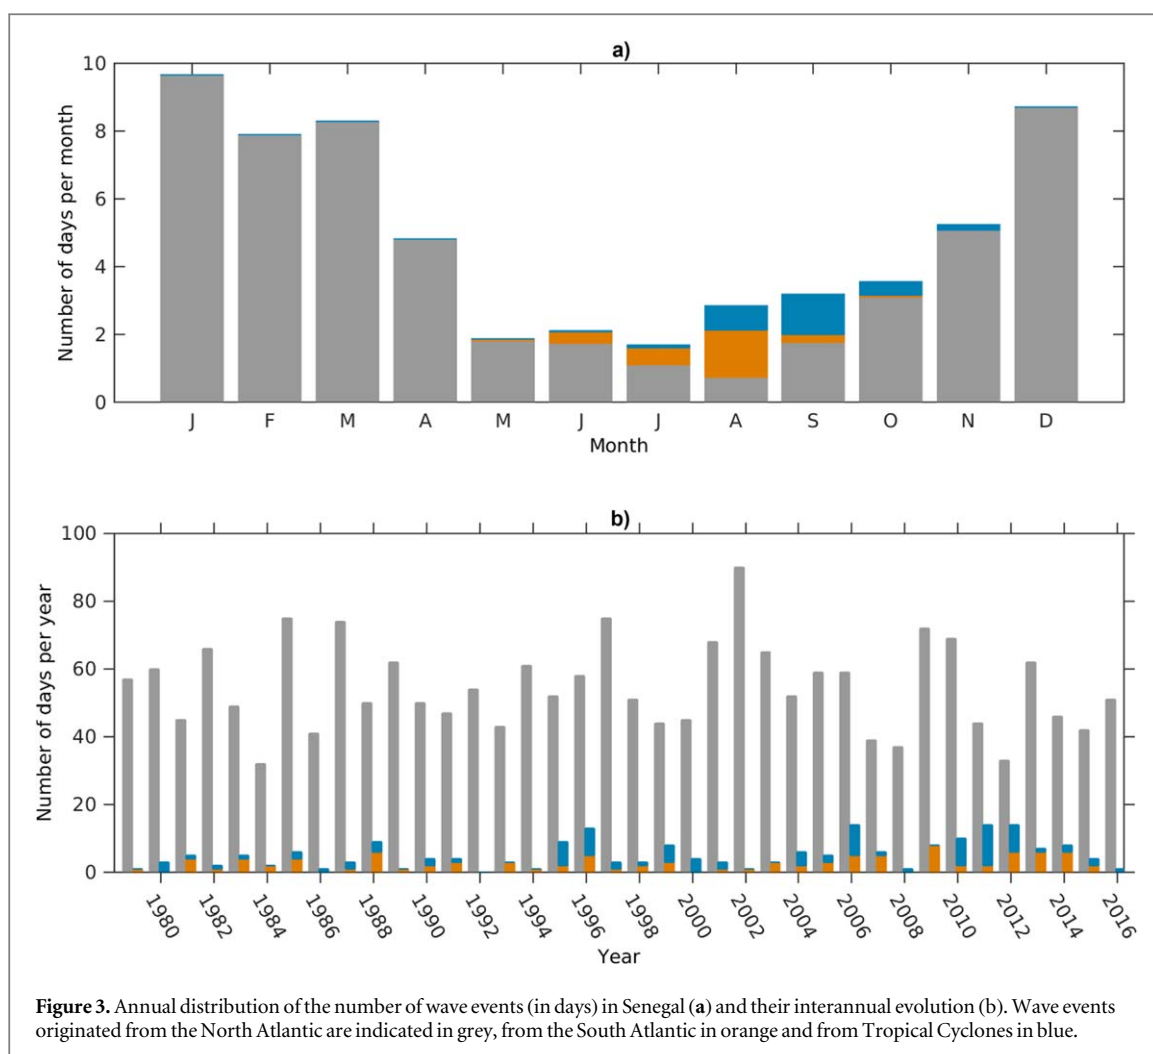 a)
10
8
6
4
2
0
Number of days per month
J F M A M J J A S O N D
Month
b)
100
80
60
40
20
0
Number of days per year
1980 1982 1984 1986 1988 1990 1992 1994 1996 1998 2000 2002 2004 2006 2008 2010 2012 2014 2016
Year
Figure 3. Annual distribution of the number of wave events (in days) in Senegal (a) and their interannual evolution (b). Wave events
originated from the North Atlantic are indicated in grey, from the South Atlantic in orange and from Tropical Cyclones in blue.